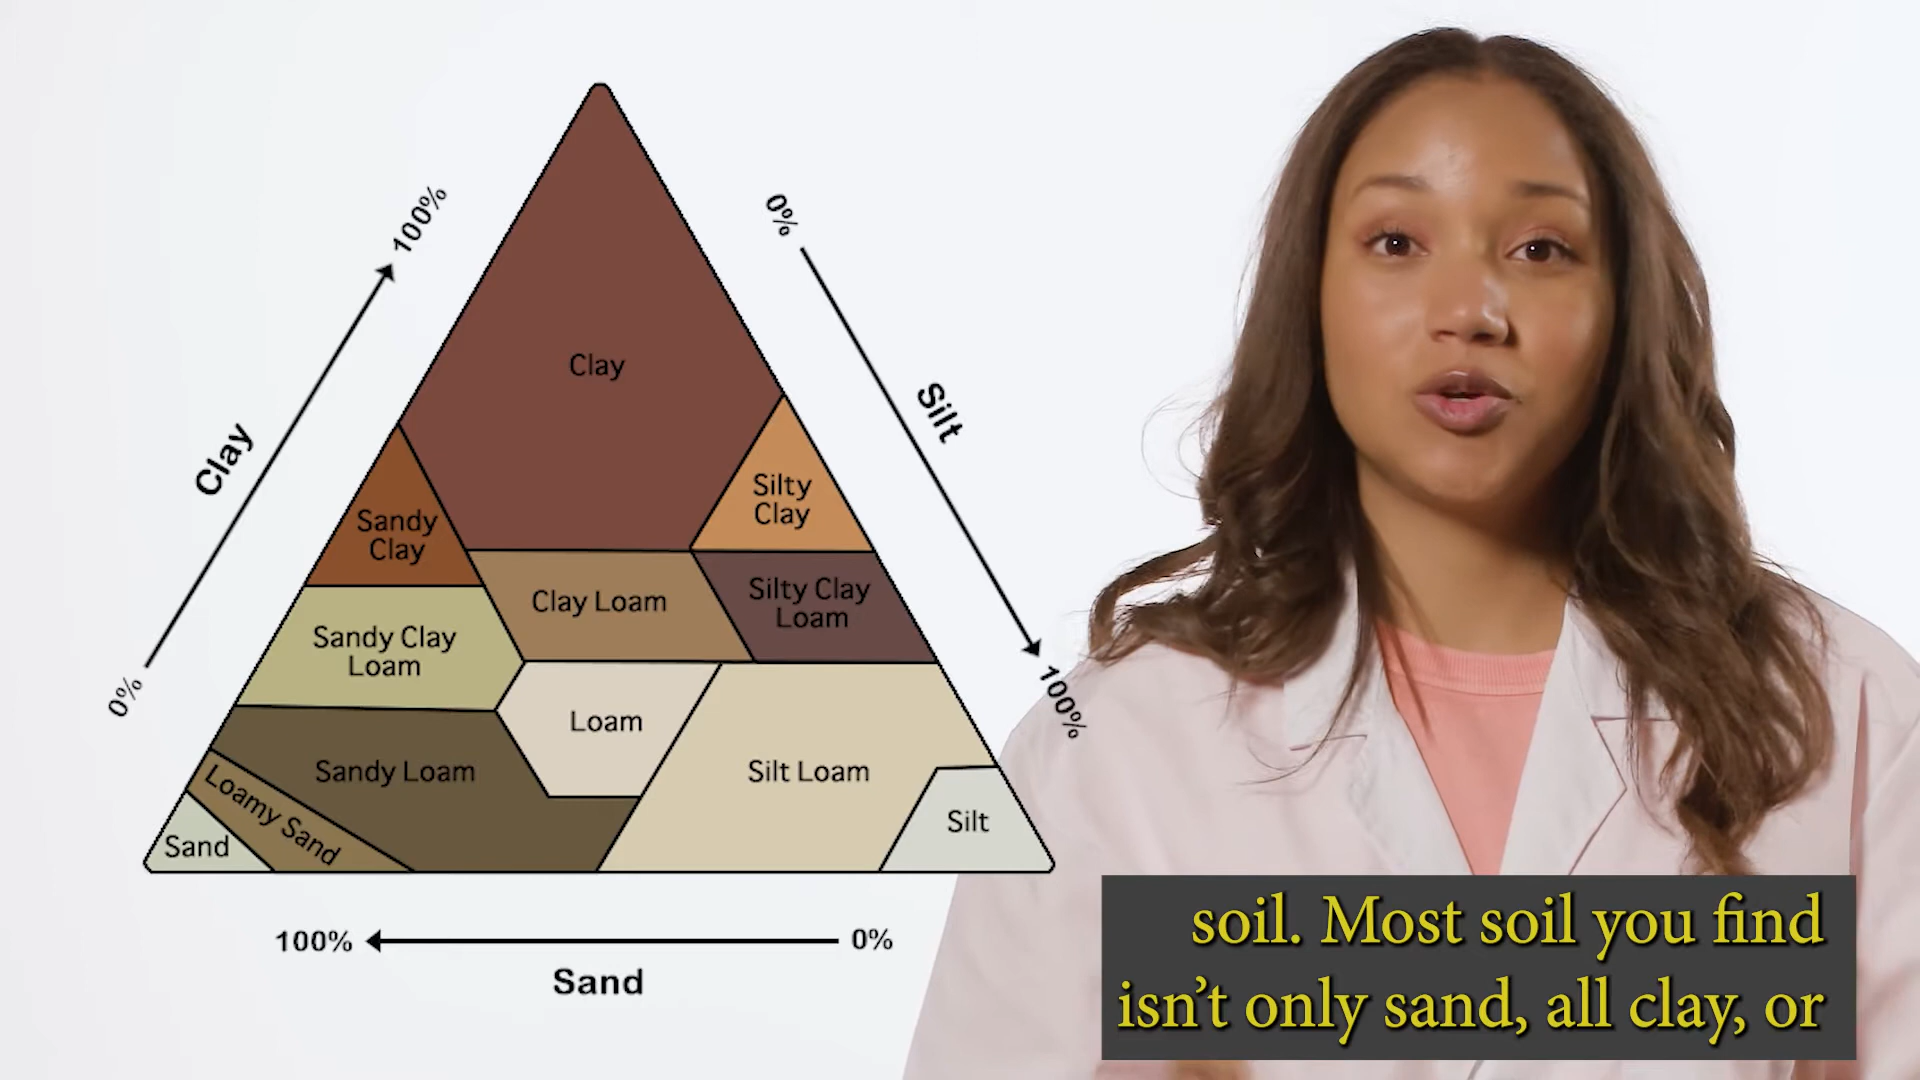 100%
Clay
0%
0%
Silt
100%
Clay
Sandy
Clay
Silty
Clay
Clay Loam
Silty Clay
Loam
Sandy Clay
Loam
Loam
Sandy Loam
Silt Loam
Loamy Sand
Sand
Silt
100%
0%
Sand
soil. Most soil you find
isn't only sand, all clay, or